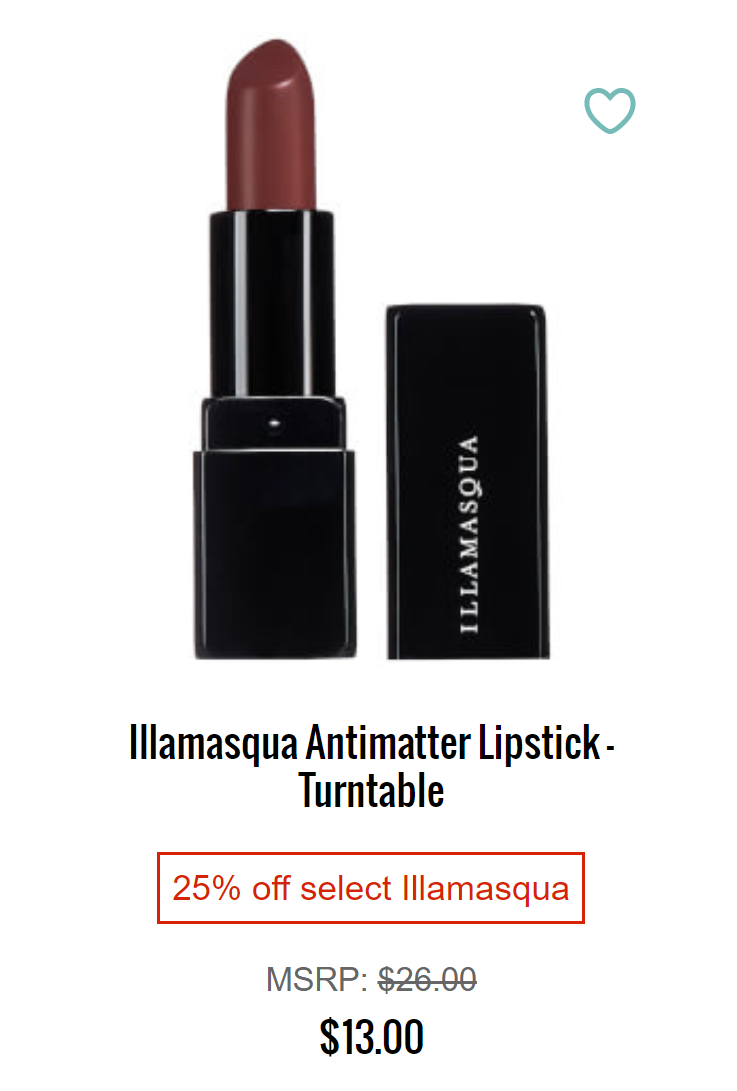 ILLAMASQUA
Illamasqua Antimatter Lipstick -
Turntable
25% off select Illamasqua
MSRP: $26.00
$13.00